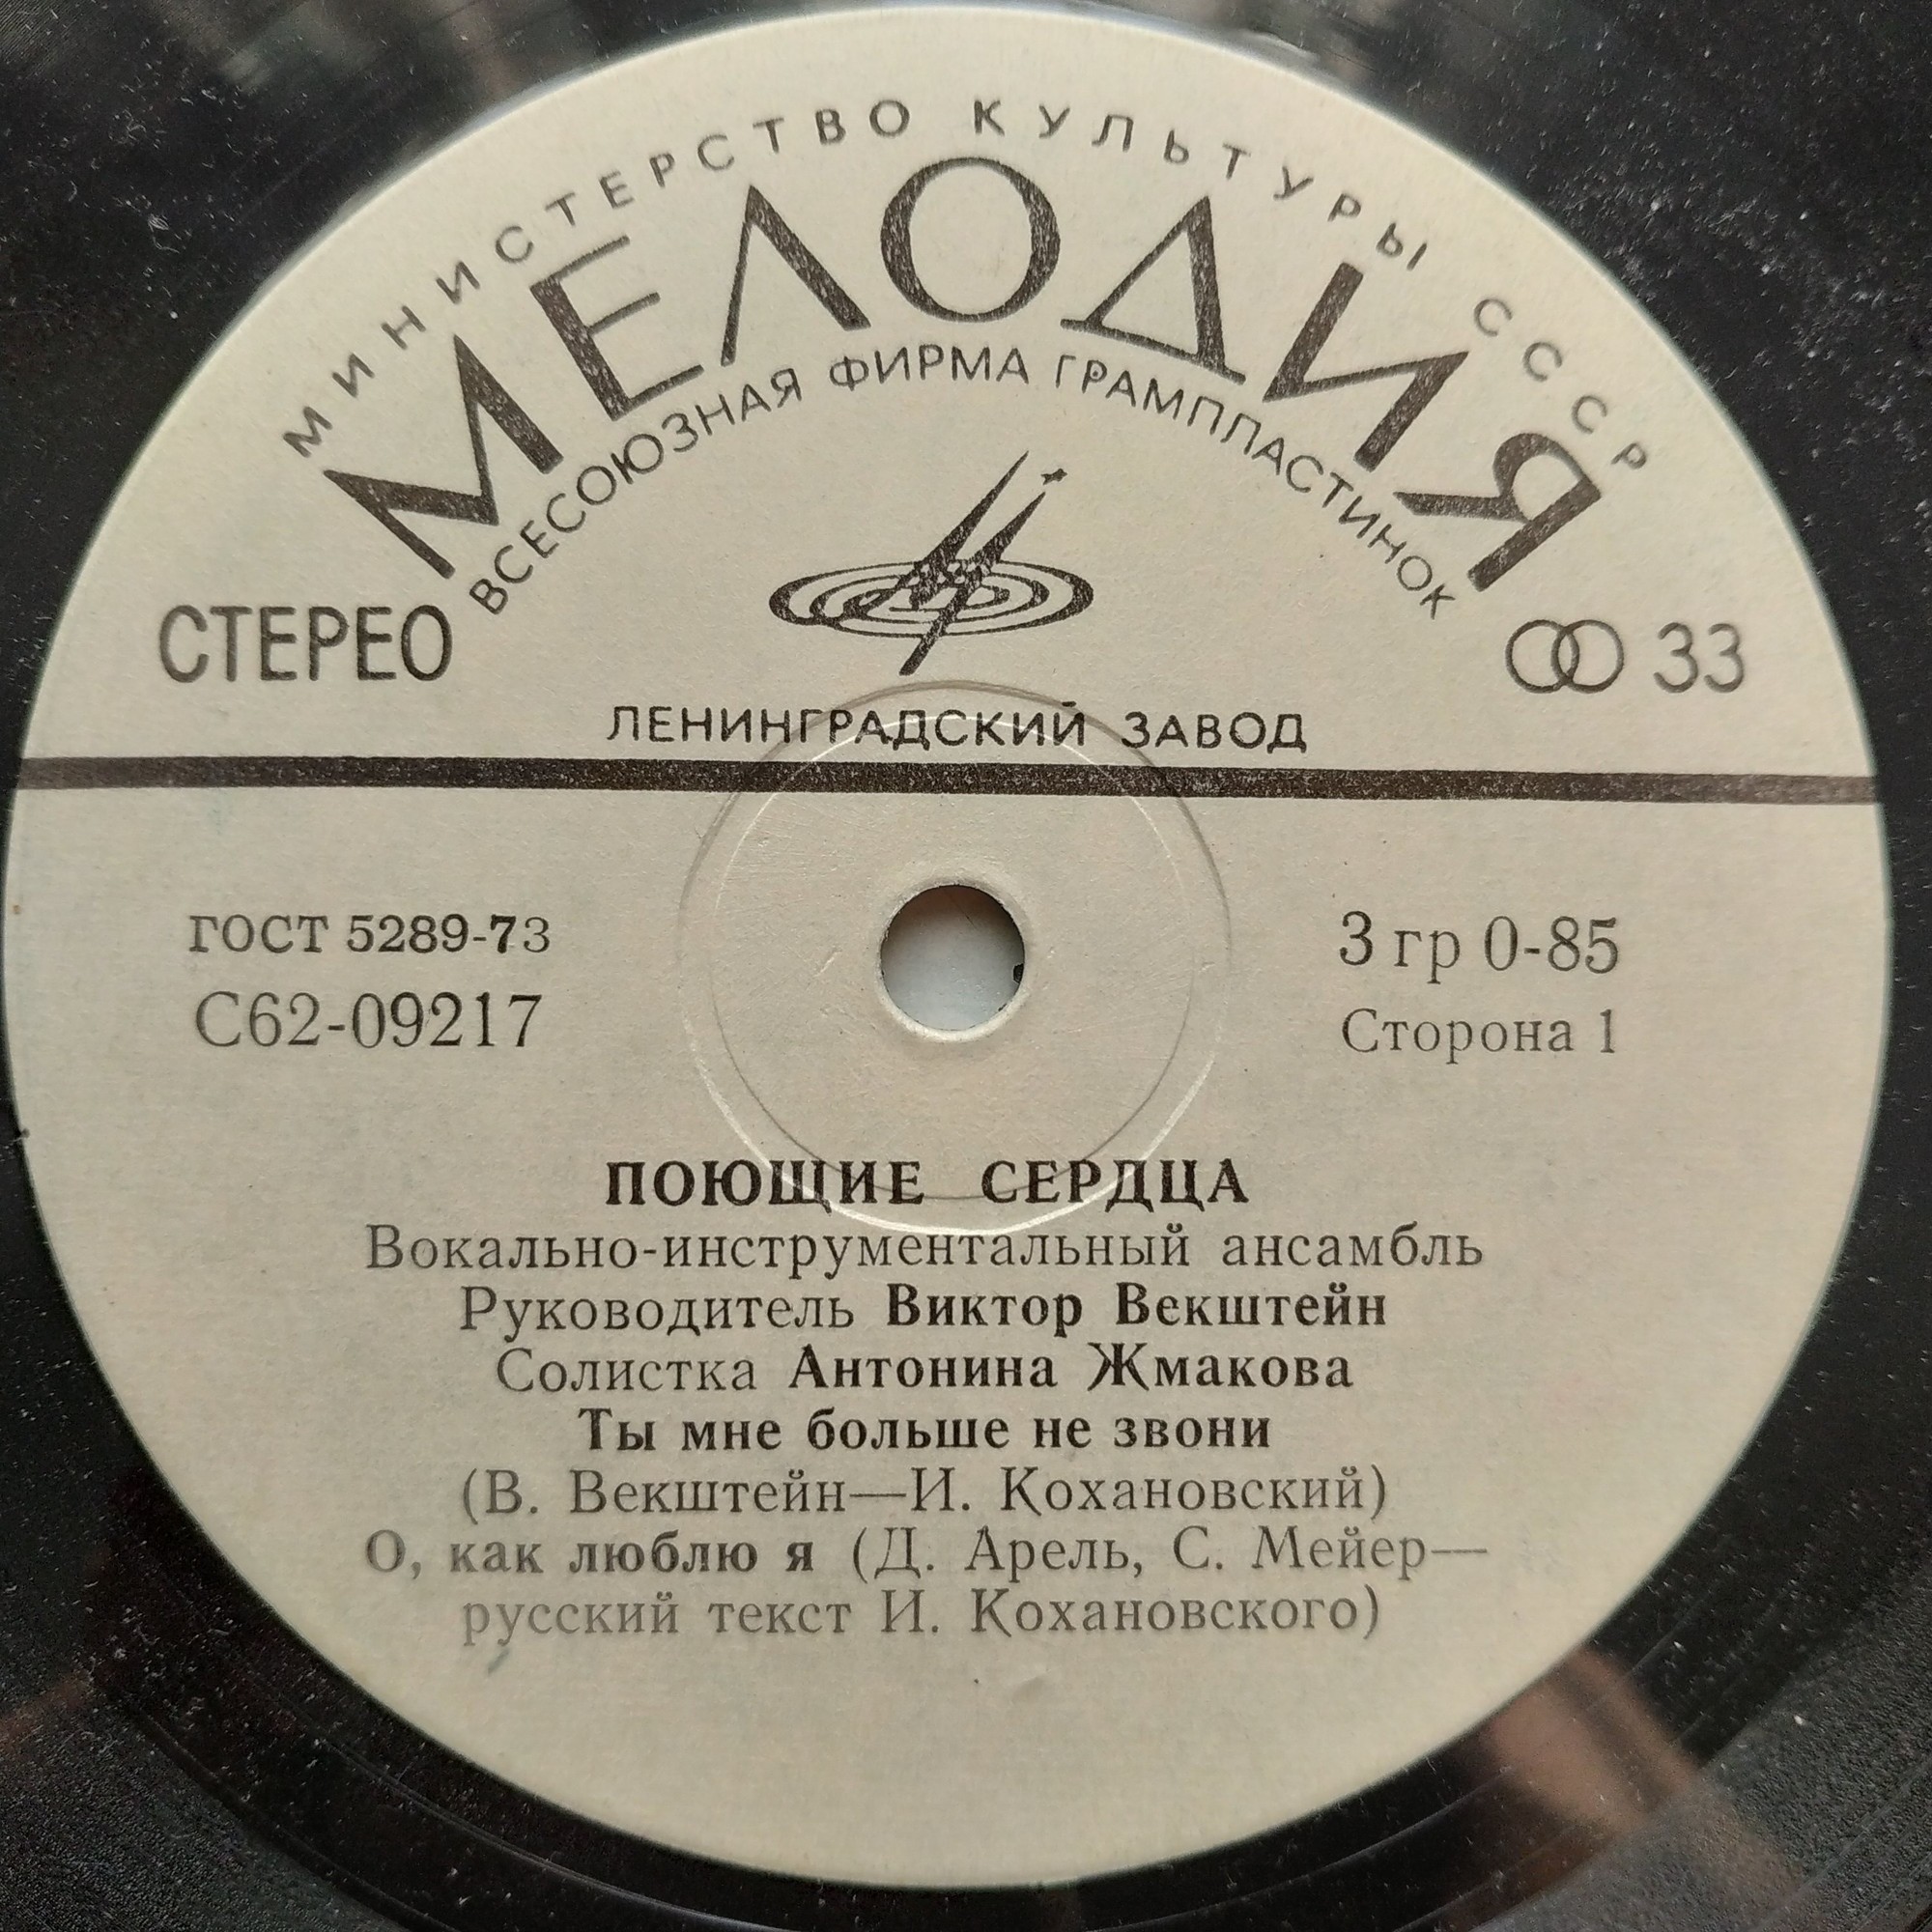 МИНИСТЕРСТВО КУЛЬТУРЫ СССР
МЕЛОДИЯ
ВСЕСОЮЗНАЯ ФИРМА ГРАМПЛАСТИНОК
СТЕРЕО
33
ЛЕНИНГРАДСКИЙ ЗАВОД
ГОСТ 5289-73
С62-09217
3 гр 0-85
Сторона 1
ПОЮЩИЕ СЕРДЦА
Вокально-инструментальный ансамбль
Руководитель Виктор Векштейн
Солистка Антонина Жмакова
Ты мне больше не звони
(В. Векштейн—И. Кохановский)
О, как люблю я (Д. Арель, С. Мейер—
русский текст И. Кохановского)